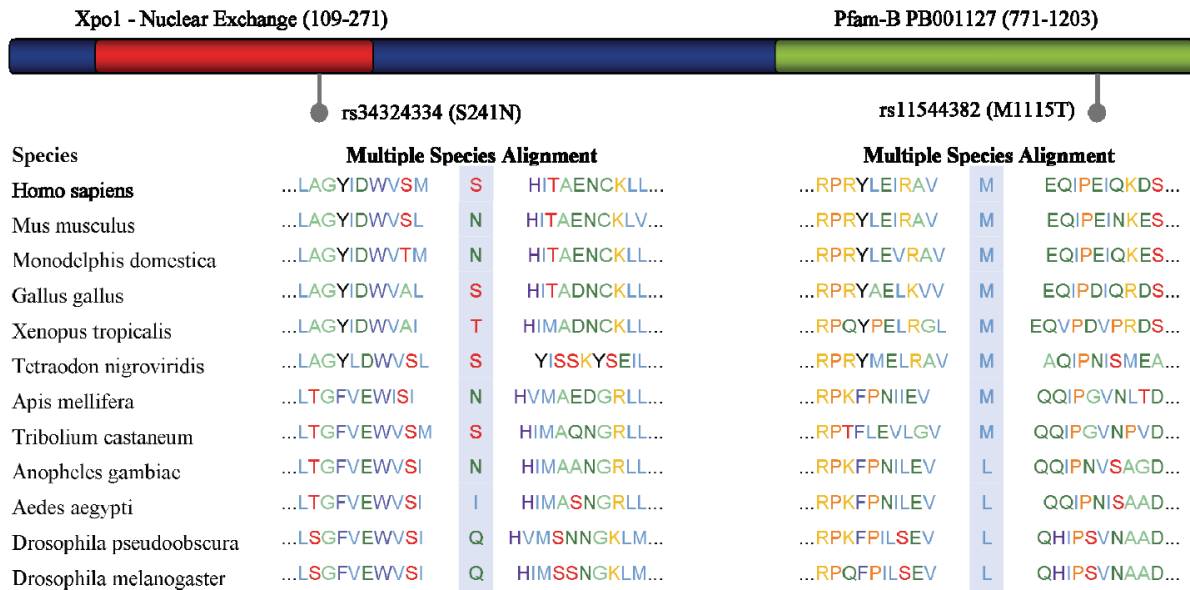 Xpo1 - Nuclear Exchange (109-271) Pfam-B PB001127 (771-1203)
rs34324334 (S241N) rs11544382 (M1115T)
Species Multiple Species Alignment Multiple Species Alignment
Homo sapiens ...LAGYIDWVSM S HITAENCKLL... ...RPRYLEIRAV M EQIPEIQKDS...
Mus musculus ...LAGYIDWVSL N HITAENCKLV... ...RPRYLEIRAV M EQIPEINKES...
Monodelphis domestica ...LAGYIDWVTM N HITAENCKLL... ...RPRYLEVRAV M EQIPEIQKES...
Gallus gallus ...LAGYIDWVAL S HITADNCKLL... ...RPRYAELKVV M EQIPDIQRDS...
Xenopus tropicalis ...LAGYIDWVAI T HIMADNCKLL... ...RPQYPELRGL M EQVPDVPRDS...
Tetraodon nigroviridis ...LAGYLDWVSL S YISSKYSEIL... ...RPRYMELRAV M AQIPNISMEA...
Apis mellifera ...LTGFVEWISI N HVMAEDGRLL... ...RPKFPNIIEV M QQIPGVNLTD...
Tribolium castaneum ...LTGFVEWVSM S HIMAQNGRLL... ...RPTFLEVLGV M QQIPGVNPVD...
Anopheles gambiae ...LTGFVEWVSI N HIMAANGRLL... ...RPKFPNILEV L QQIPNVSAGD...
Aedes aegypti ...LTGFVEWVSI I HIMASNGRLL... ...RPKFPNILEV L QQIPNISAAD...
Drosophila pseudoobscura ...LSGFVEWVSI Q HVMSNNGKLM... ...RPKFPILSEV L QHIPSVNAAD...
Drosophila melanogaster ...LSGFVEWVSI Q HIMSSNGKLM... ...RPQFPILSEV L QHIPSVNAAD...